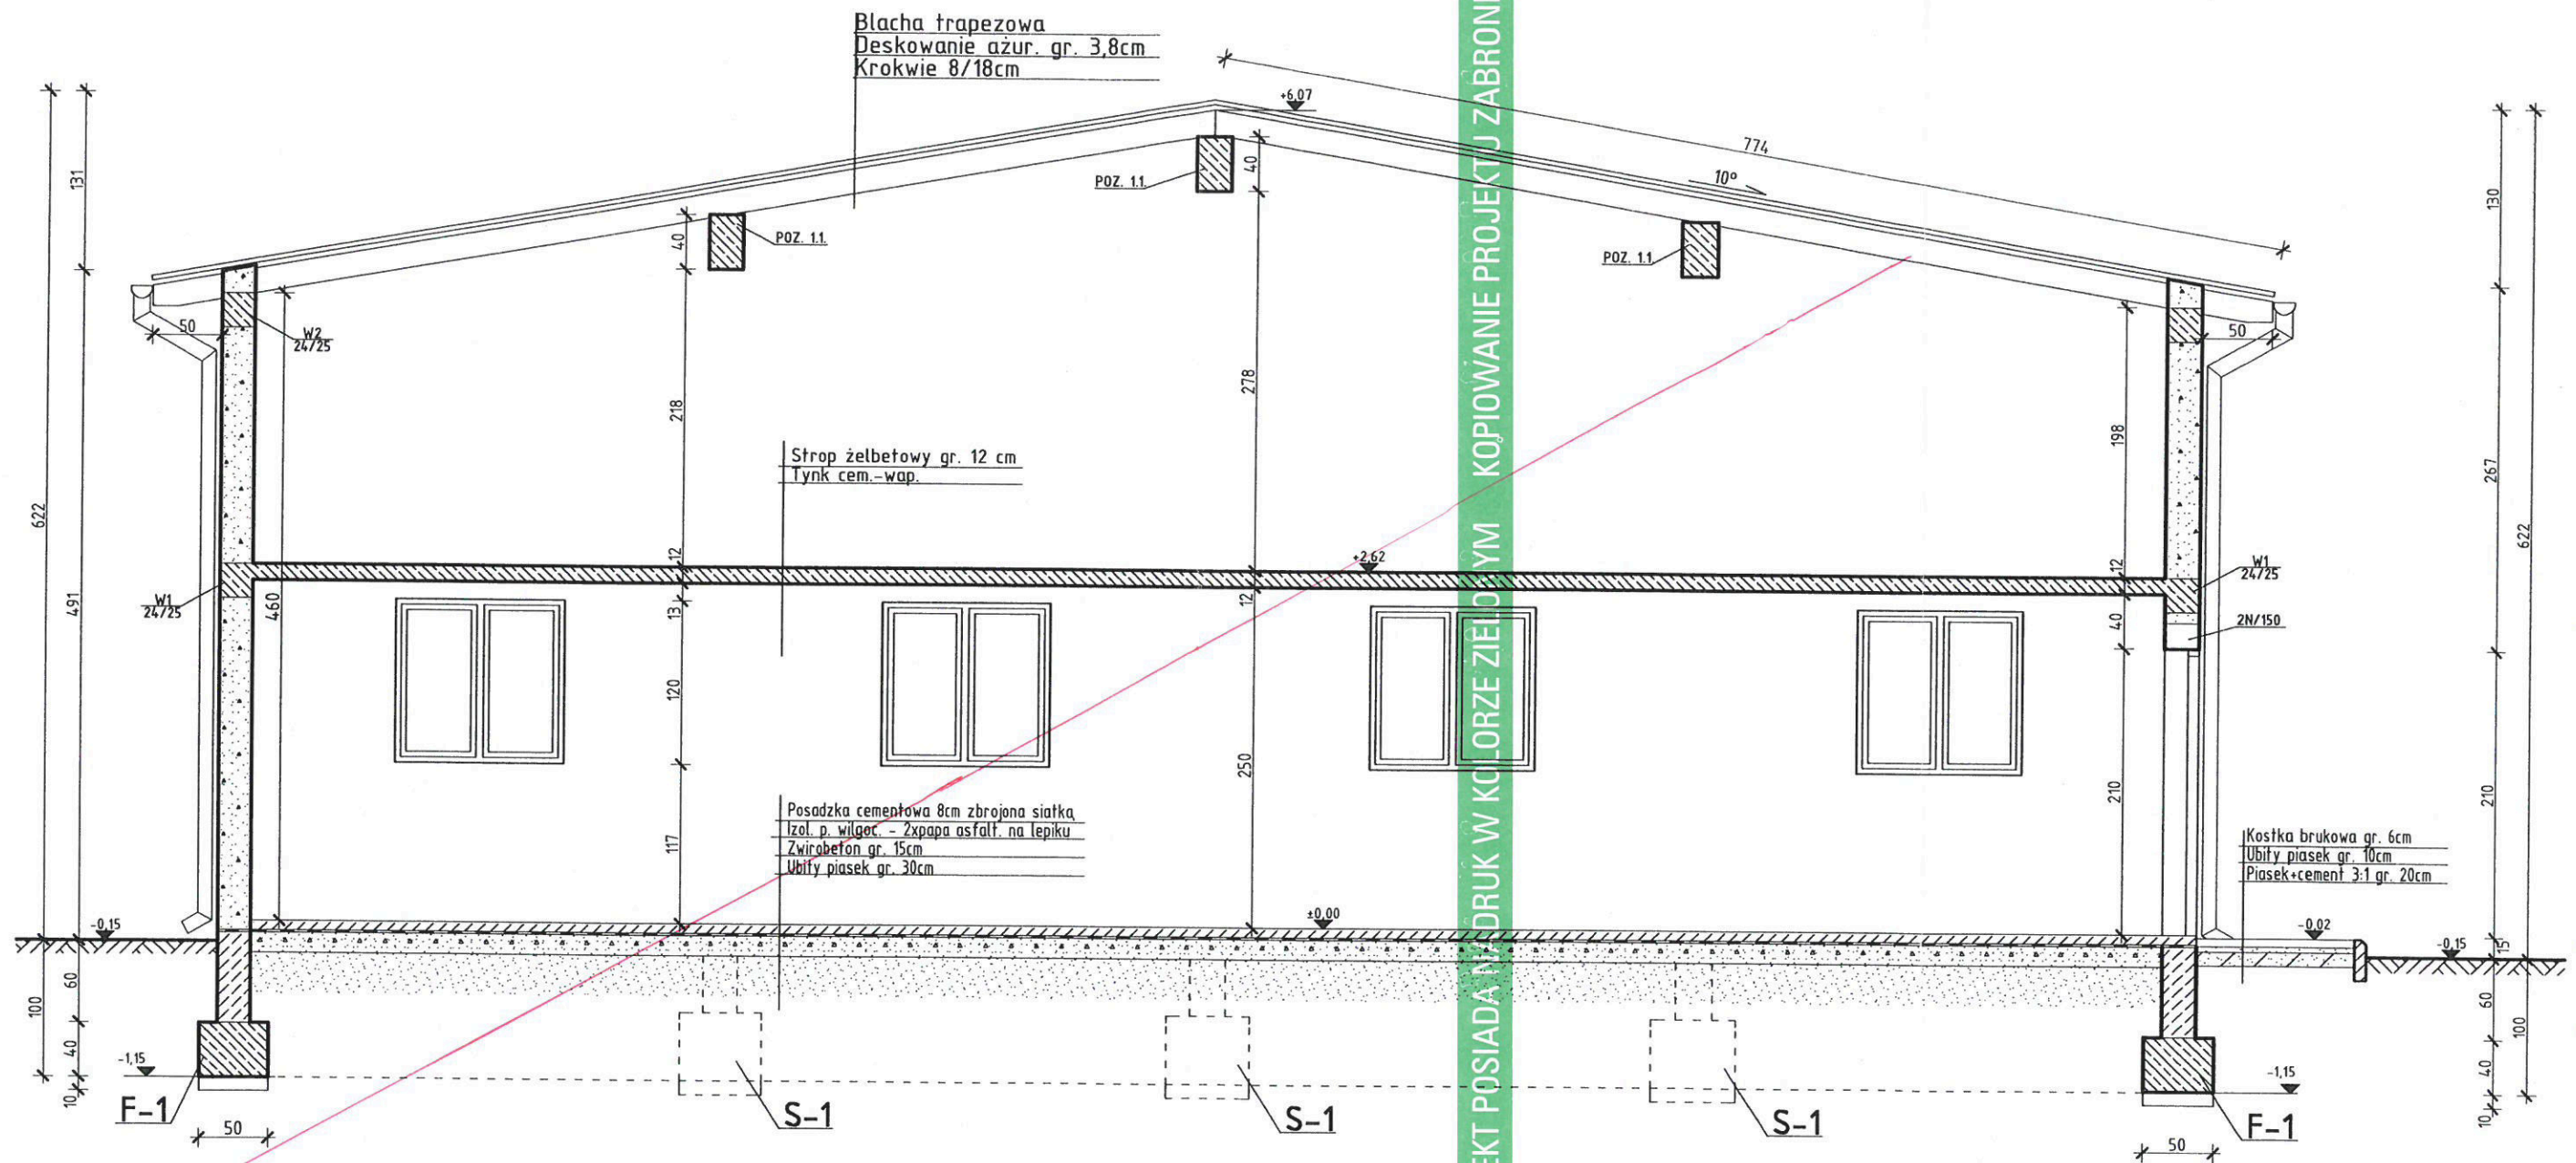 Blacha trapezowa
Deskowanie ażur. gr. 3,8cm
Krokwie 8/18cm
+6,07
774
10°
131
130
40
POZ. 1.1.
40
POZ. 1.1.
POZ. 1.1
50
W2
24/25
50
218
278
198
267
Strop żelbetowy gr. 12 cm
Tynk cem.-wap.
622
491
460
12
+2,62
12
12
622
W1
24/25
13
W1
24/25
40
2N/150
120
250
210
210
117
Posadzka cementowa 8cm zbrojona siatką
Izol. p. wilgoc. - 2xpapa asfalt. na lepiku
Żwirobeton gr. 15cm
Ubity piasek gr. 30cm
Kostka brukowa gr. 6cm
Ubity piasek gr. 10cm
Piasek+cement 3:1 gr. 20cm
-0,15
±0,00
-0,02
-0,15
15
100
60
40
10
60
100
40
10
-1,15
-1,15
F-1
S-1
S-1
S-1
F-1
50
50
POSIADA NADRUK W KOLORZE ZIELONYM KOPIOWANIE PROJEKTU